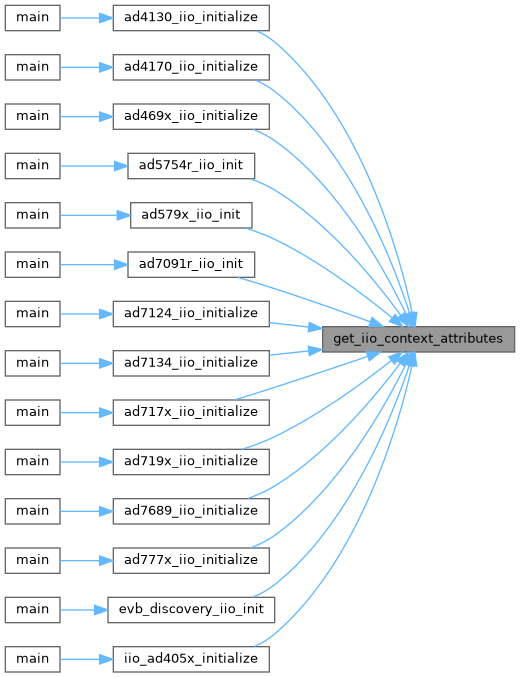 main
ad4130_iio_initialize
main
ad4170_iio_initialize
main
ad469x_iio_initialize
main
ad5754r_iio_init
main
ad579x_iio_init
main
ad7091r_iio_init
main
ad7124_iio_initialize
get_iio_context_attributes
main
ad7134_iio_initialize
main
ad717x_iio_initialize
main
ad719x_iio_initialize
main
ad7689_iio_initialize
main
ad777x_iio_initialize
main
evb_discovery_iio_init
main
iio_ad405x_initialize